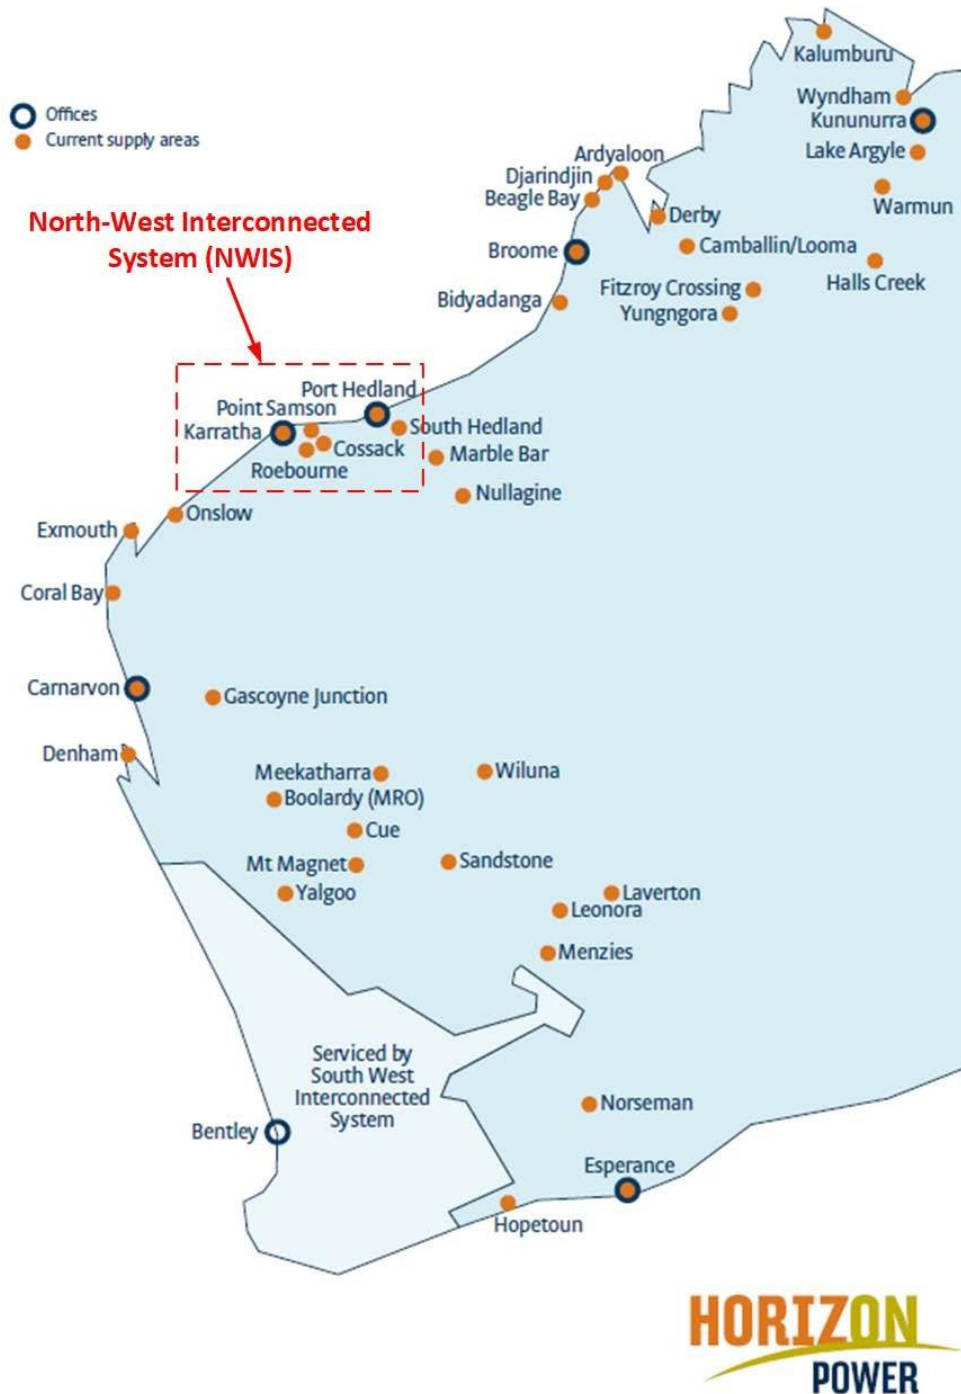 Kalumburu
Offices
Wyndham
Current supply areas
Kununurra
Ardyaloon
Lake Argyle
Djarindjin
Beagle Bay
Warmun
Derby
North-West Interconnected
System (NWIS)
Broome
Camballin/Looma
Halls Creek
Fitzroy Crossing
Bidyadanga
Yungngora
Port Hedland
Point Samson
Karratha
South Hedland
Cossack
Marble Bar
Roebourne
Nullagine
Onslow
Exmouth
Coral Bay
Carnarvon
Gascoyne Junction
Denham
Meekatharra
Wiluna
Boolardy (MRO)
Cue
Mt Magnet
Sandstone
Yalgoo
Laverton
Leonora
Menzies
Serviced by
South West
Interconnected
System
Norseman
Bentley
Esperance
Hopetoun
HORIZON
POWER